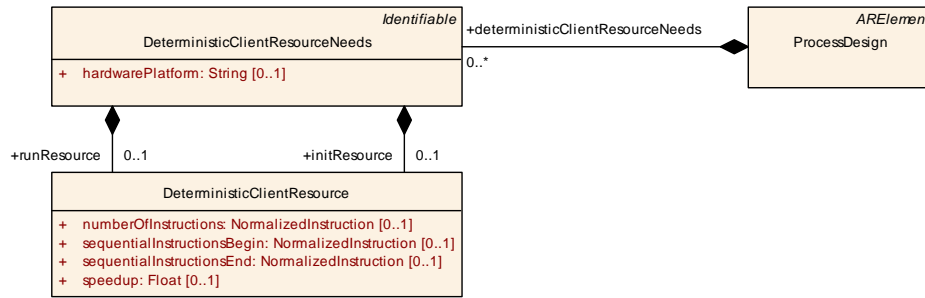 Identifiable
DeterministicClientResourceNeeds
+ hardwarePlatform: String [0..1]
+deterministicClientResourceNeeds
0..*
ARElemen
ProcessDesign
+runResource 0..1
+initResource 0..1
DeterministicClientResource
+ numberOfInstructions: NormalizedInstruction [0..1]
+ sequentialInstructionsBegin: NormalizedInstruction [0..1]
+ sequentialInstructionsEnd: NormalizedInstruction [0..1]
+ speedup: Float [0..1]